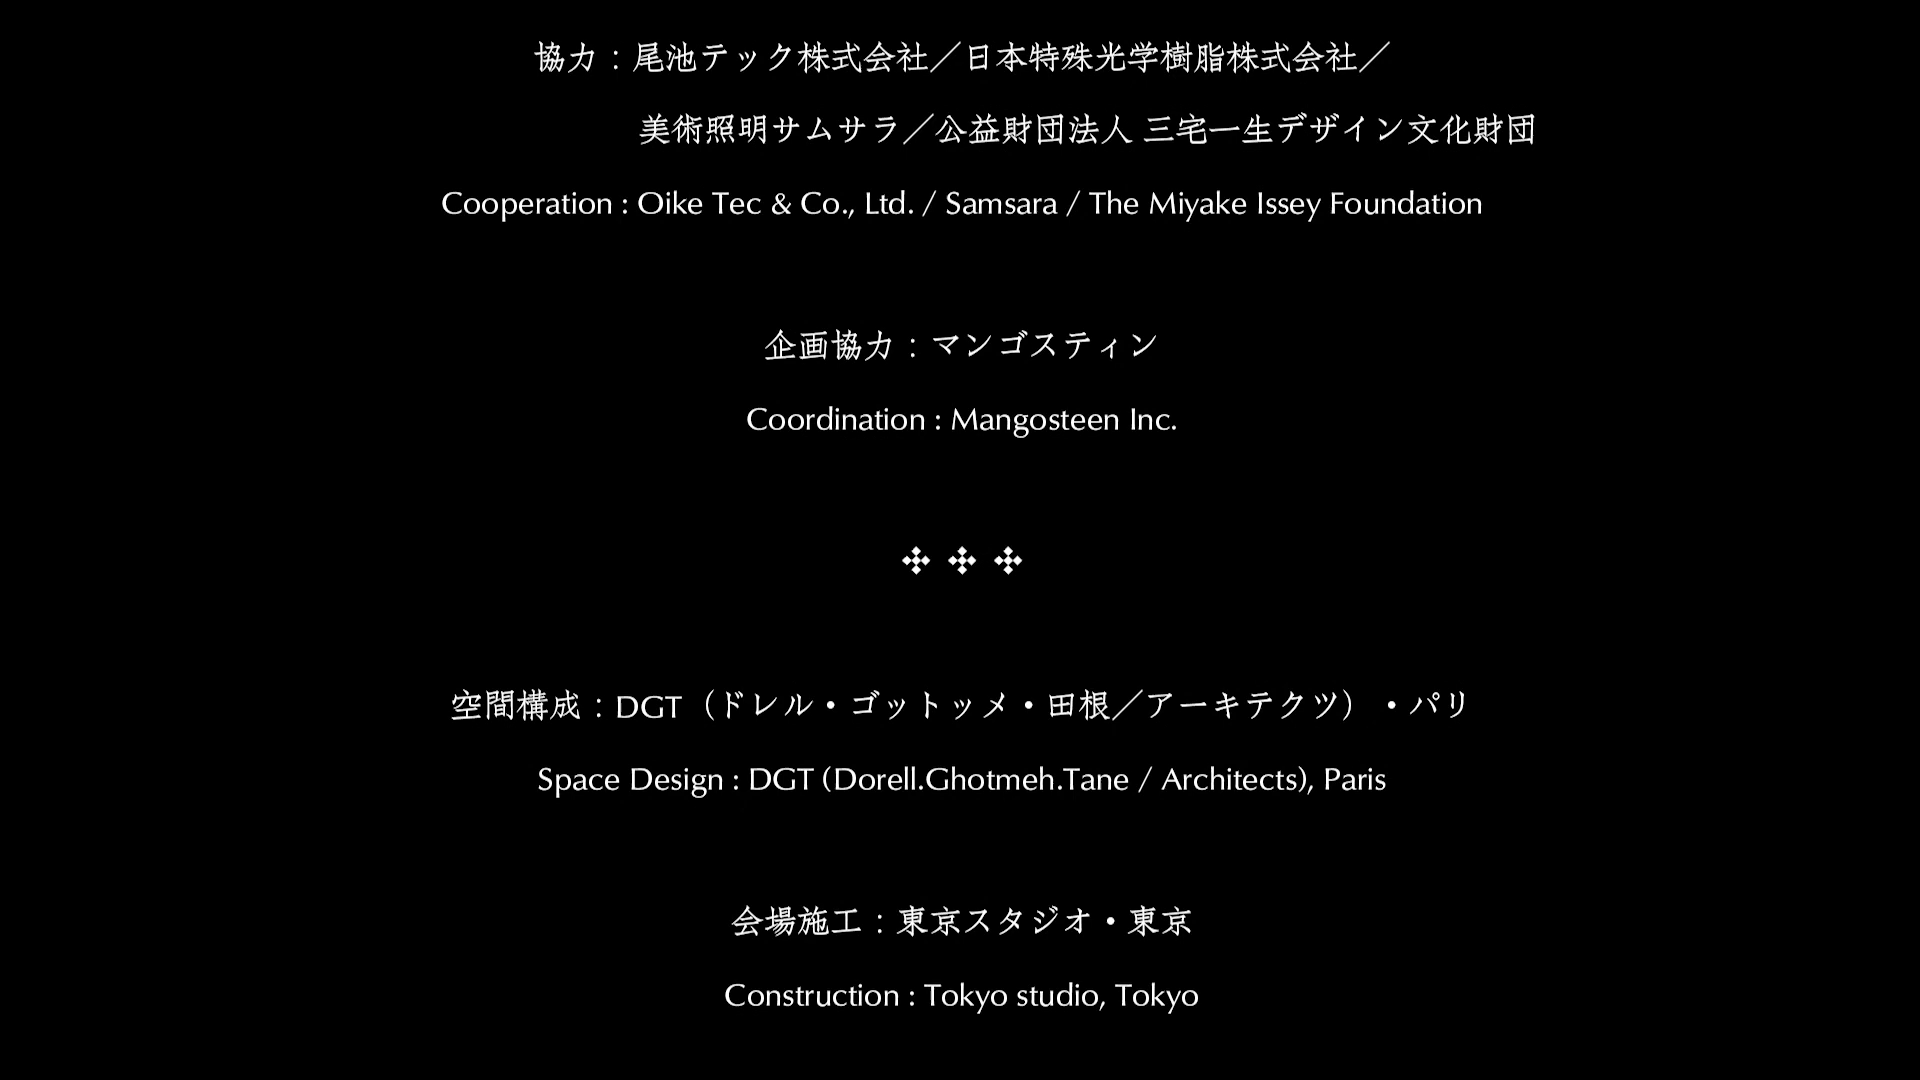 協力：尾池テック株式会社／日本特殊光学樹脂株式会社／
美術照明サムサラ／公益財団法人 三宅一生デザイン文化財団
Cooperation : Oike Tec & Co., Ltd. / Samsara / The Miyake Issey Foundation
企画協力：マンゴスティン
Coordination : Mangosteen Inc.
空間構成：DGT（ドレル・ゴットッメ・田根／アーキテクツ）・パリ
Space Design : DGT (Dorell.Ghotmeh.Tane / Architects), Paris
会場施工：東京スタジオ・東京
Construction : Tokyo studio, Tokyo